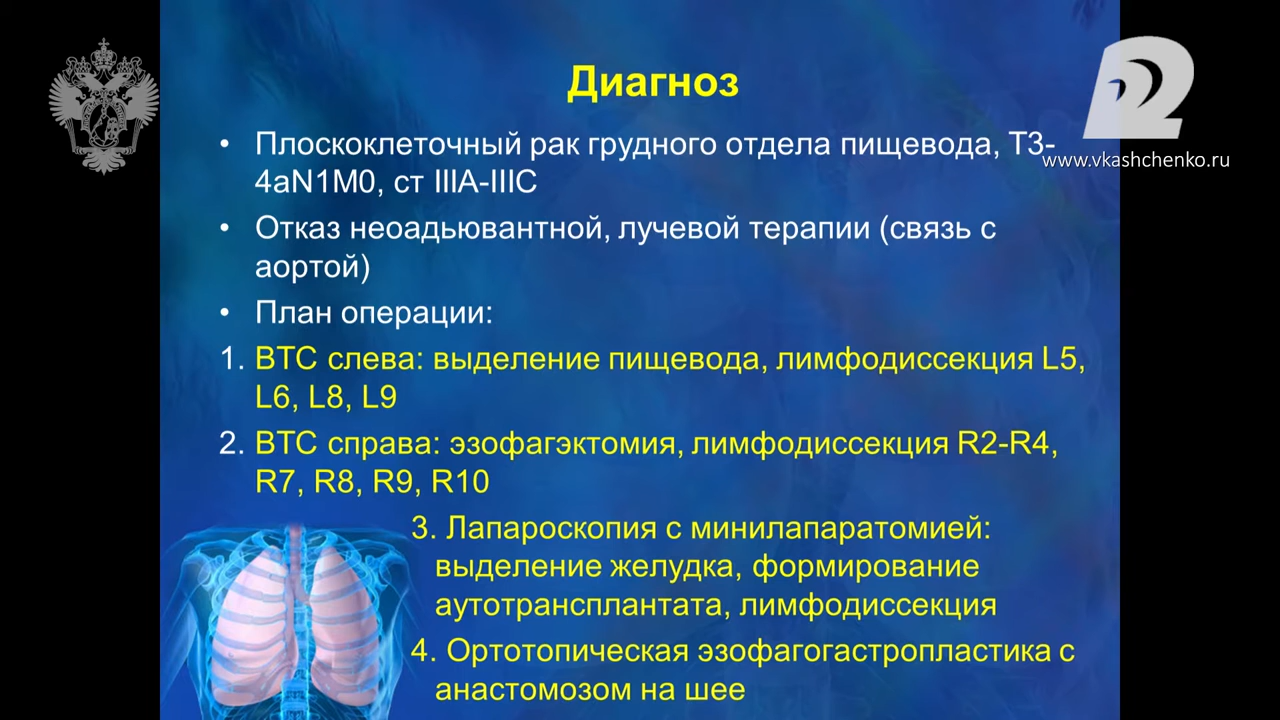 Диагноз
• Плоскоклеточный рак грудного отдела пищевода, Т3-
4aN1M0, ст IIIA-IIIC
www.vkashchenko.ru
• Отказ неоадьювантной, лучевой терапии (связь с
аортой)
• План операции:
1. ВТС слева: выделение пищевода, лимфодиссекция L5,
L6, L8, L9
2. ВТС справа: эзофагэктомия, лимфодиссекция R2-R4,
R7, R8, R9, R10
3. Лапароскопия с минилапаратомией:
выделение желудка, формирование
аутотрансплантата, лимфодиссекция
4. Ортотопическая эзофагогастропластика с
анастомозом на шее